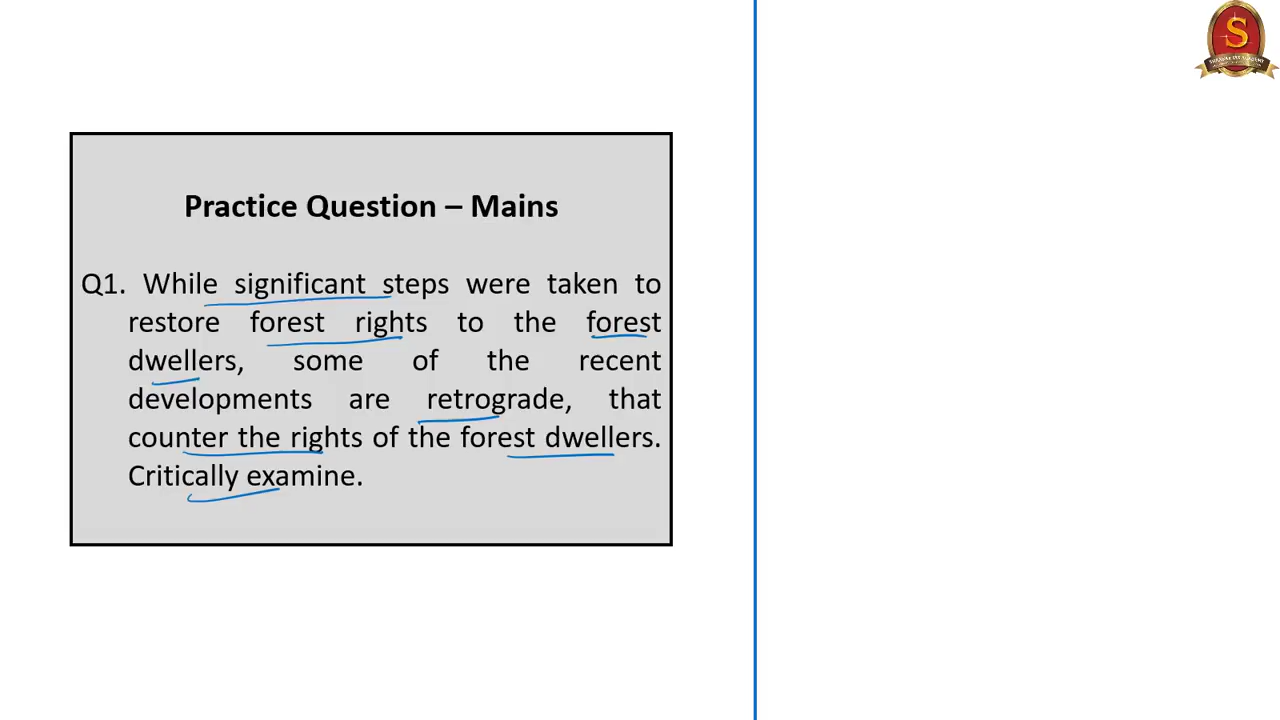 Practice Question – Mains
Q1. While significant steps were taken to
restore forest rights to the forest
dwellers, some of the recent
developments are retrograde, that
counter the rights of the forest dwellers.
Critically examine.
S